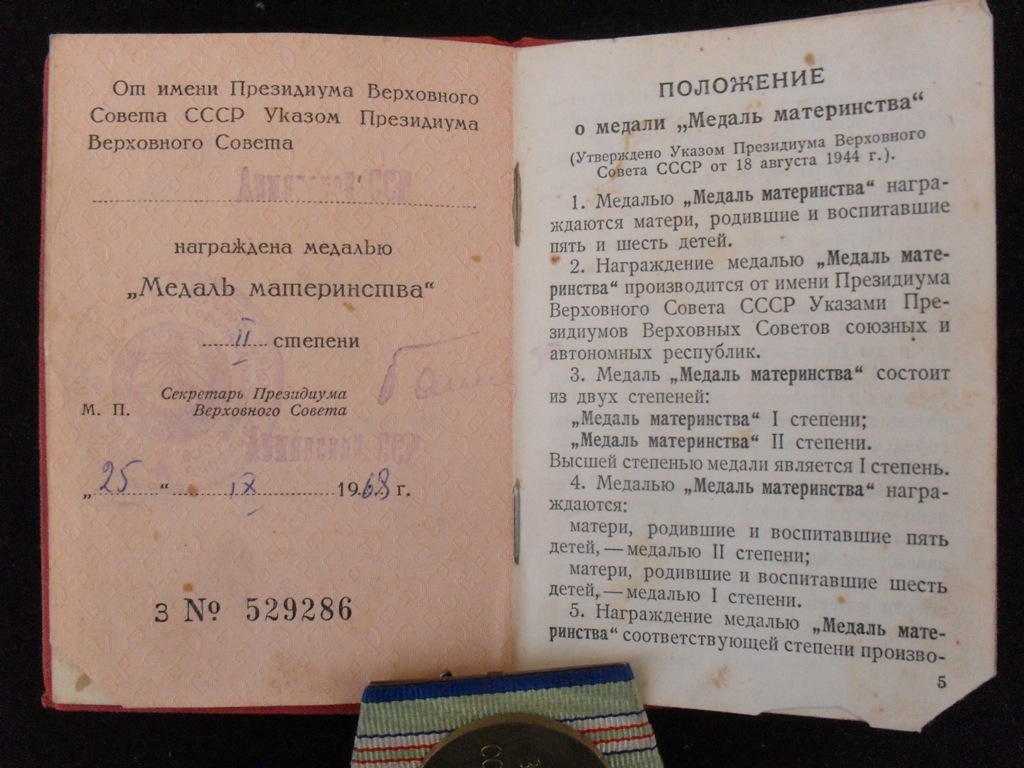 От имени Президиума Верховного
Совета СССР Указом Президиума
Верховного Совета
награждена медалью
„Медаль материнства“
II степени
Секретарь Президиума
М. П. Верховного Совета
ССР
„25“ IX 1968 г.
З № 529286
ПОЛОЖЕНИЕ
о медали „Медаль материнства“
(Утверждено Указом Президиума Верховного
Совета СССР от 18 августа 1944 г.).
1. Медалью „Медаль материнства“ награ-
ждаются матери, родившие и воспитавшие
пять и шесть детей.
2. Награждение медалью „Медаль мате-
ринства“ производится от имени Президиума
Верховного Совета СССР Указами Пре-
зидиумов Верховных Советов союзных и
автономных республик.
3. Медаль „Медаль материнства“ состоит
из двух степеней:
„Медаль материнства“ I степени;
„Медаль материнства“ II степени.
Высшей степенью медали является I степень.
4. Медалью „Медаль материнства“ награ-
ждаются:
матери, родившие и воспитавшие пять
детей,—медалью II степени;
матери, родившие и воспитавшие шесть
детей,—медалью I степени.
5. Награждение медалью „Медаль мате-
ринства“ соответствующей степени произво-
5